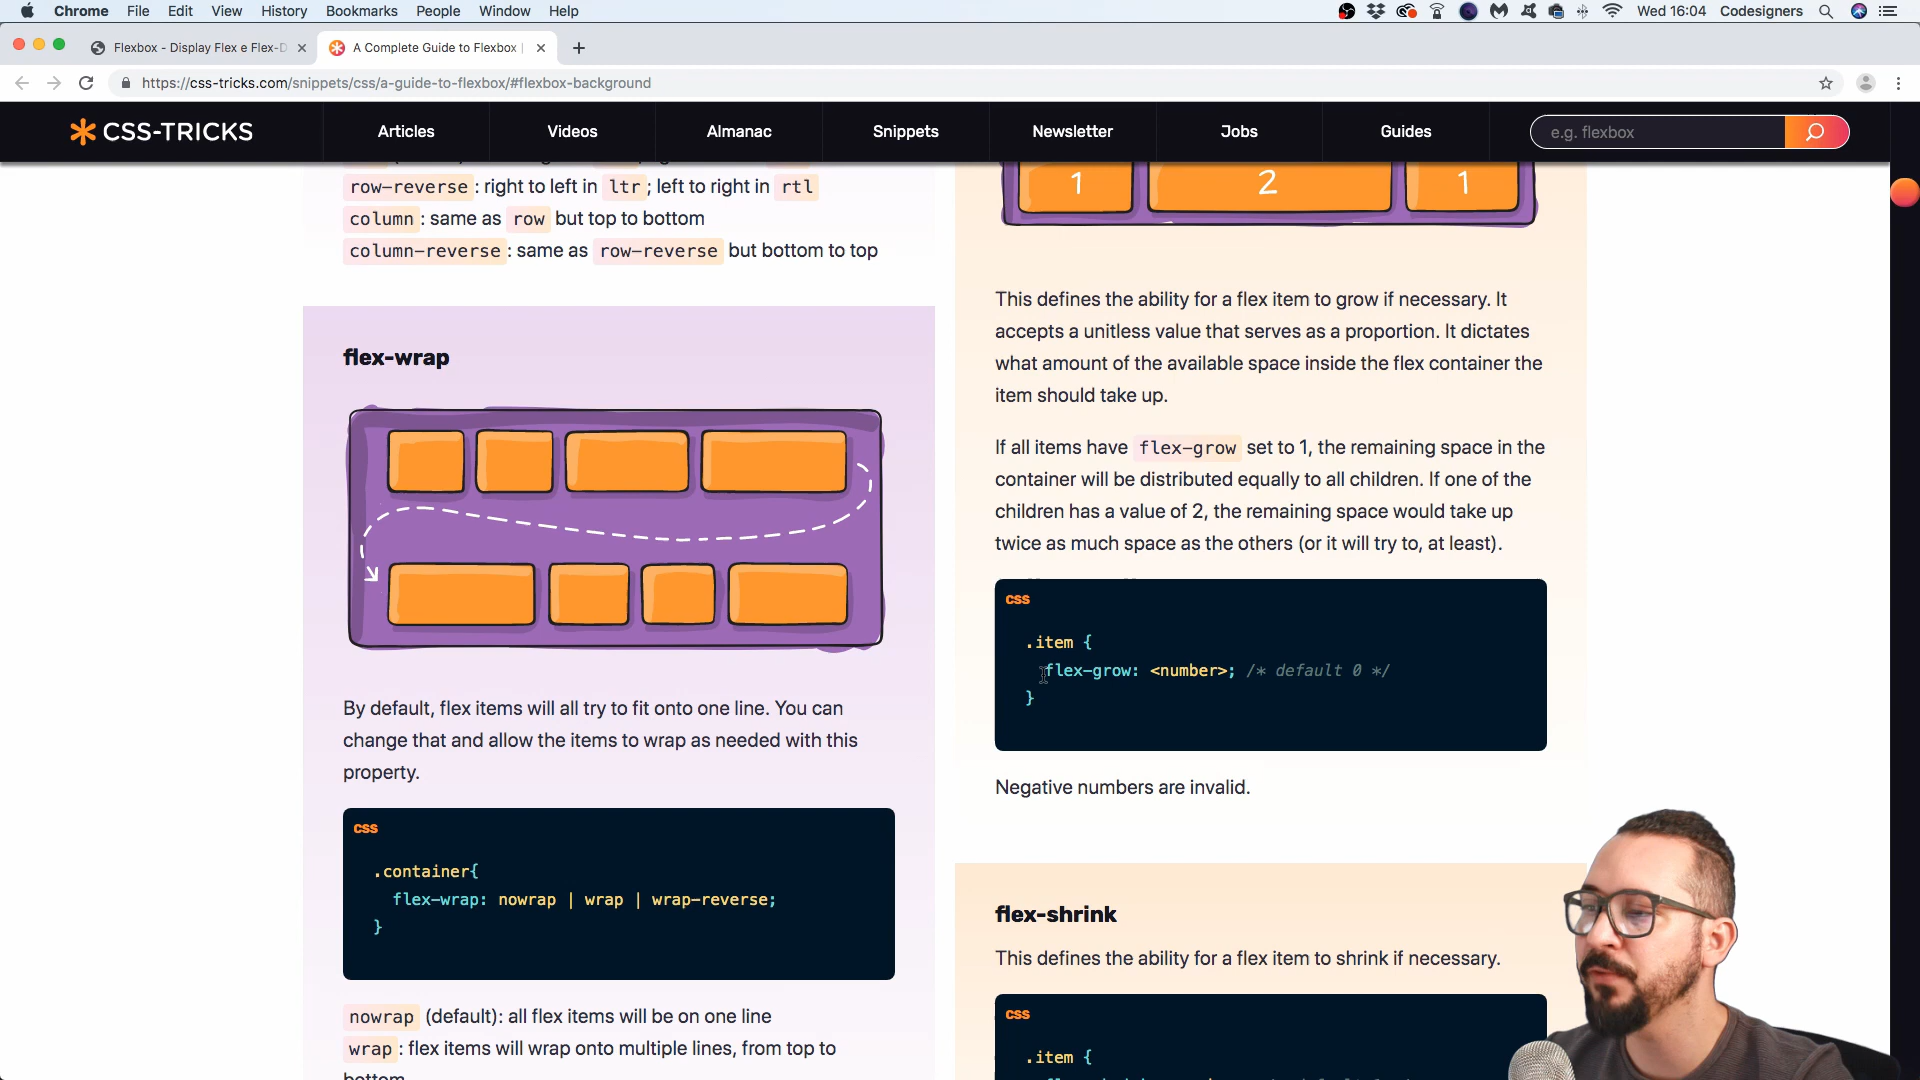 Chrome File Edit View History Bookmarks People Window Help Wed 16:04 Codesigners
Flexbox - Display Flex e Flex-D
A Complete Guide to Flexbox |
https://css-tricks.com/snippets/css/a-guide-to-flexbox/#flexbox-background
CSS-TRICKS Articles Videos Almanac Snippets Newsletter Jobs Guides e.g. flexbox
row-reverse : right to left in ltr ; left to right in rtl
column : same as row but top to bottom
column-reverse : same as row-reverse but bottom to top
flex-wrap
By default, flex items will all try to fit onto one line. You can
change that and allow the items to wrap as needed with this
property.
CSS
.container{
flex-wrap: nowrap | wrap | wrap-reverse;
}
nowrap (default): all flex items will be on one line
wrap : flex items will wrap onto multiple lines, from top to
bottom.
1 2 1
This defines the ability for a flex item to grow if necessary. It
accepts a unitless value that serves as a proportion. It dictates
what amount of the available space inside the flex container the
item should take up.
If all items have flex-grow set to 1, the remaining space in the
container will be distributed equally to all children. If one of the
children has a value of 2, the remaining space would take up
twice as much space as the others (or it will try to, at least).
CSS
.item {
flex-grow: <number>; /* default 0 */
}
Negative numbers are invalid.
flex-shrink
This defines the ability for a flex item to shrink if necessary.
CSS
.item {